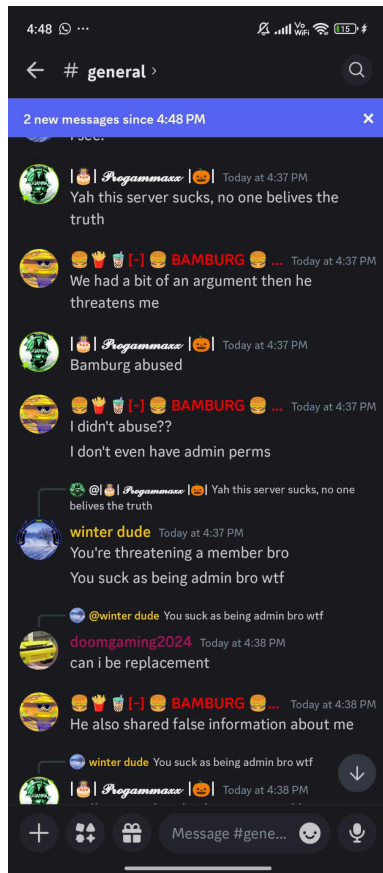 4:48
Vo
WiFi
115
# general >
2 new messages since 4:48 PM
I see.
|🎂| 𝓟𝓻𝓸𝓰𝓪𝓶𝓶𝓪𝔁𝔁 |🎃| Today at 4:37 PM
Yah this server sucks, no one belives the
truth
🍔🍟🧋[-] 🍔 BAMBURG 🍔 ... Today at 4:37 PM
We had a bit of an argument then he
threatens me
|🎂| 𝓟𝓻𝓸𝓰𝓪𝓶𝓶𝓪𝔁𝔁 |🎃| Today at 4:37 PM
Bamburg abused
🍔🍟🧋[-] 🍔 BAMBURG 🍔 ... Today at 4:37 PM
I didn't abuse??
I don't even have admin perms
@|🎂| 𝓟𝓻𝓸𝓰𝓪𝓶𝓶𝓪𝔁𝔁 |🎃| Yah this server sucks, no one
belives the truth
winter dude Today at 4:37 PM
You're threatening a member bro
You suck as being admin bro wtf
@winter dude You suck as being admin bro wtf
doomgaming2024 Today at 4:38 PM
can i be replacement
🍔🍟🧋[-] 🍔 BAMBURG 🍔... Today at 4:38 PM
He also shared false information about me
winter dude You suck as being admin bro wtf
|🎂| 𝓟𝓻𝓸𝓰𝓪𝓶𝓶𝓪𝔁𝔁 |🎃| Today at 4:38 PM
Message #gene...